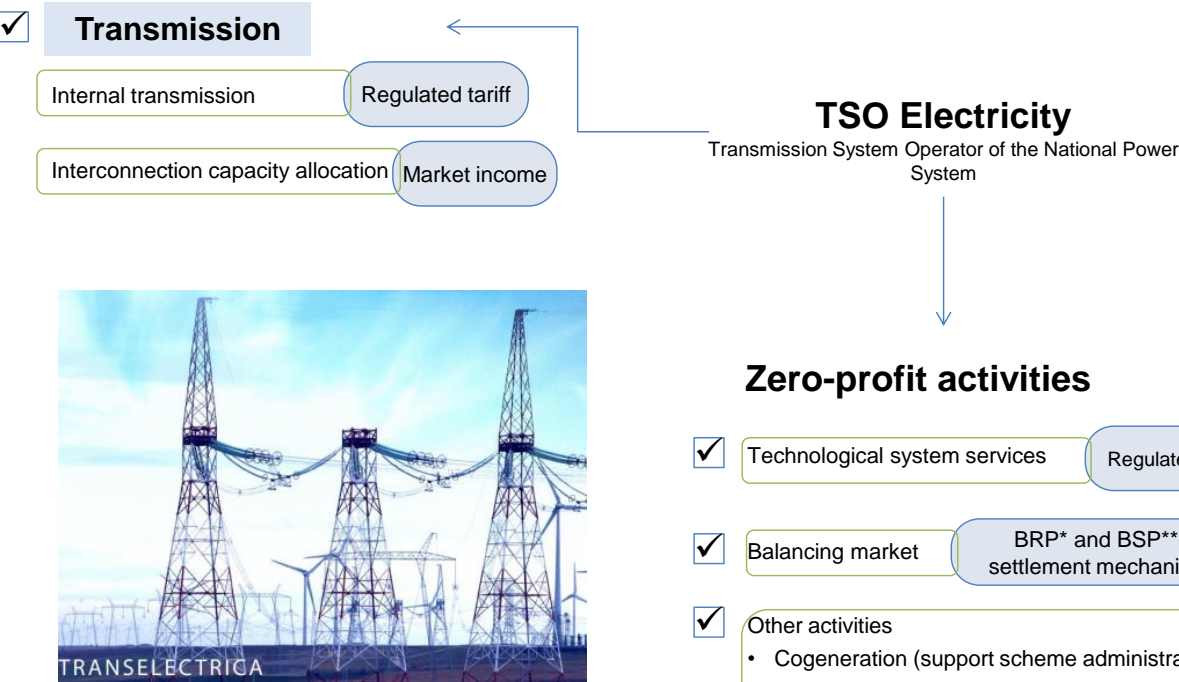 Transmission
Internal transmission
Regulated tariff
Interconnection capacity allocation
Market income
TSO Electricity
Transmission System Operator of the National Power
System
TRANSELECTRICA
Zero-profit activities
Technological system services
Balancing market
BRP* and BSP**
settlement
Other activities
• Cogeneration (support scheme